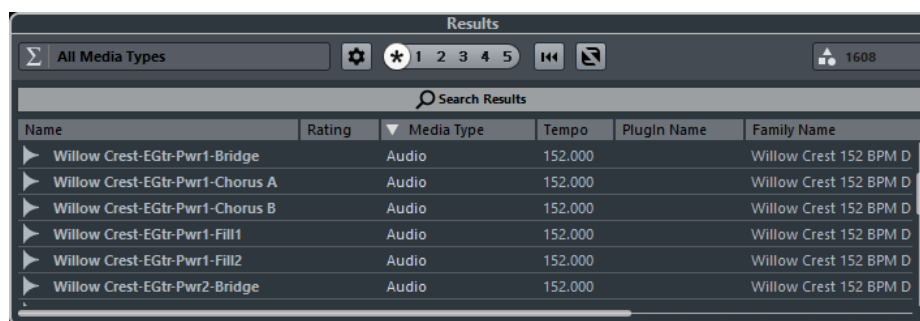 Results
All Media Types 1 2 3 4 5 1608
Search Results
Name Rating Media Type Tempo PlugIn Name Family Name
Willow Crest-EGtr-Pwr1-Bridge Audio 152.000 Willow Crest 152 BPM D
Willow Crest-EGtr-Pwr1-Chorus A Audio 152.000 Willow Crest 152 BPM D
Willow Crest-EGtr-Pwr1-Chorus B Audio 152.000 Willow Crest 152 BPM D
Willow Crest-EGtr-Pwr1-Fill1 Audio 152.000 Willow Crest 152 BPM D
Willow Crest-EGtr-Pwr1-Fill2 Audio 152.000 Willow Crest 152 BPM D
Willow Crest-EGtr-Pwr2-Bridge Audio 152.000 Willow Crest 152 BPM D